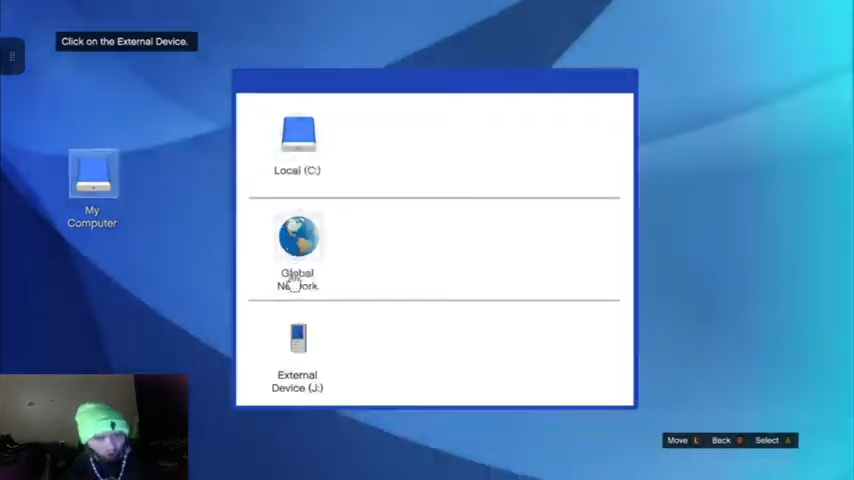 Click on the External Device.
Local (C:)
My
Computer
Global
Network
External
Device (J:)
Move L Back B Select A